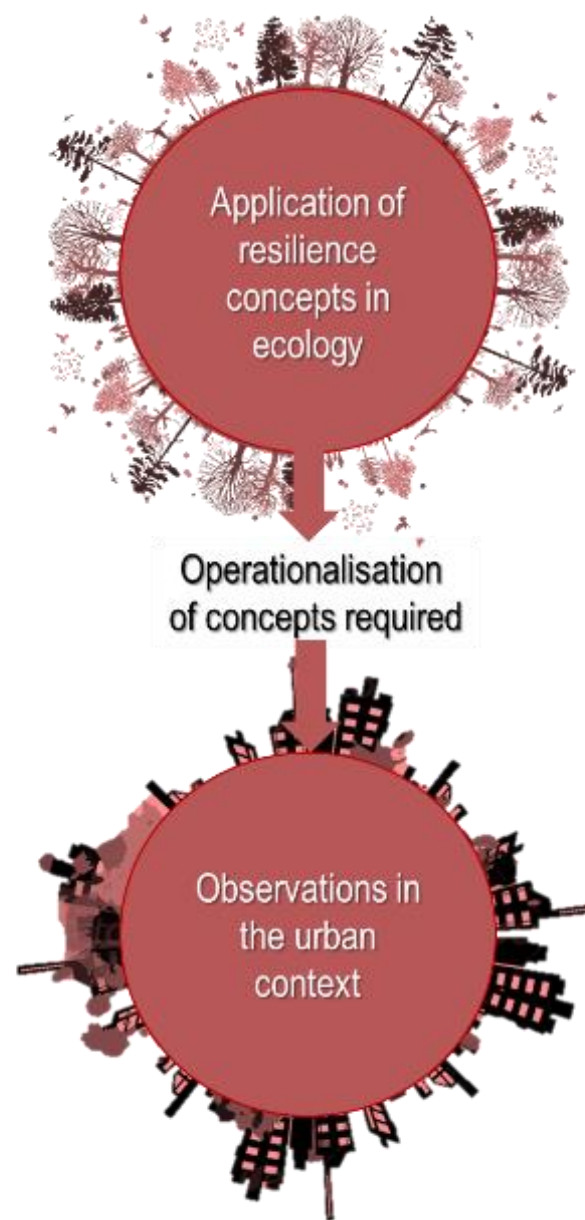 Application of
resilience
concepts in
ecology
Operationalisation
of concepts required
Observations in
the urban
context